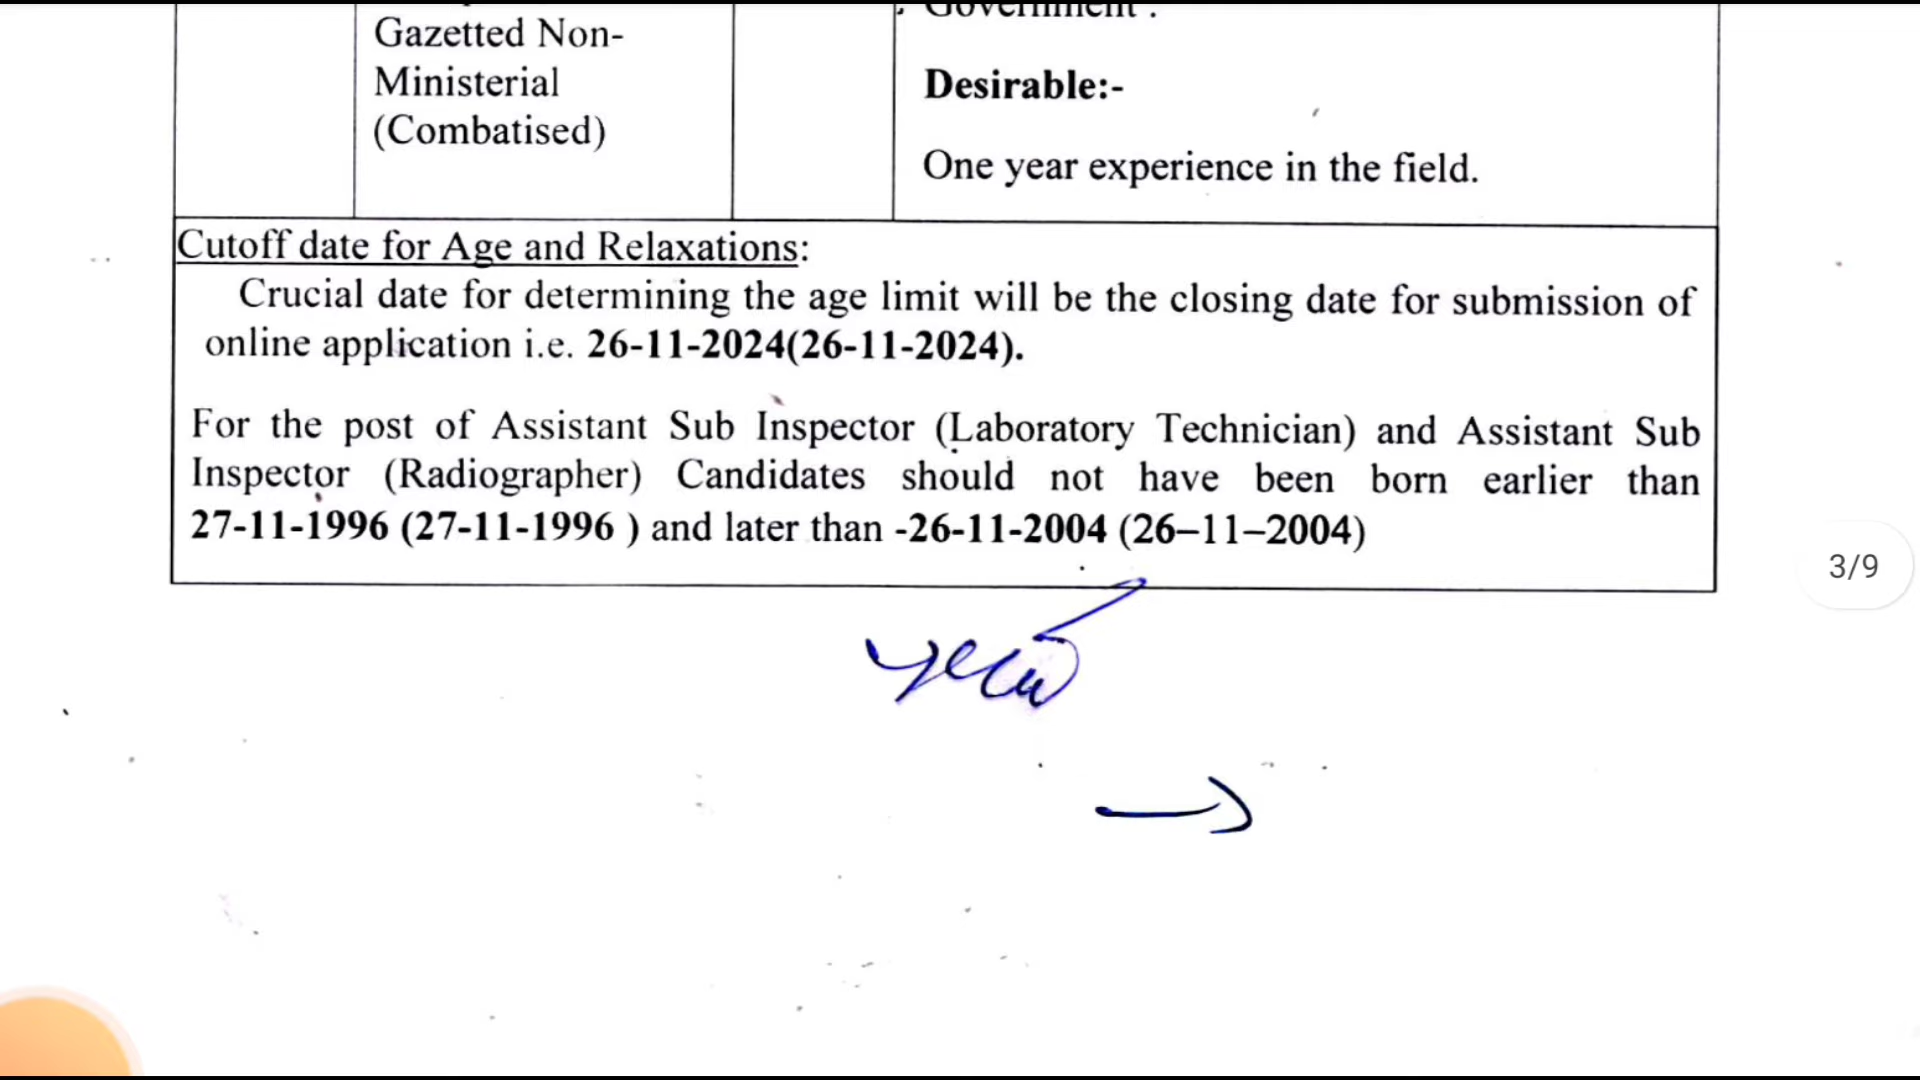 Government .
Gazetted Non-
Ministerial
(Combatised)
Desirable:-
One year experience in the field.
Cutoff date for Age and Relaxations:
Crucial date for determining the age limit will be the closing date for submission of
online application i.e. 26-11-2024(26-11-2024).
For the post of Assistant Sub Inspector (Laboratory Technician) and Assistant Sub
Inspector (Radiographer) Candidates should not have been born earlier than
27-11-1996 (27-11-1996 ) and later than -26-11-2004 (26–11–2004)
3/9